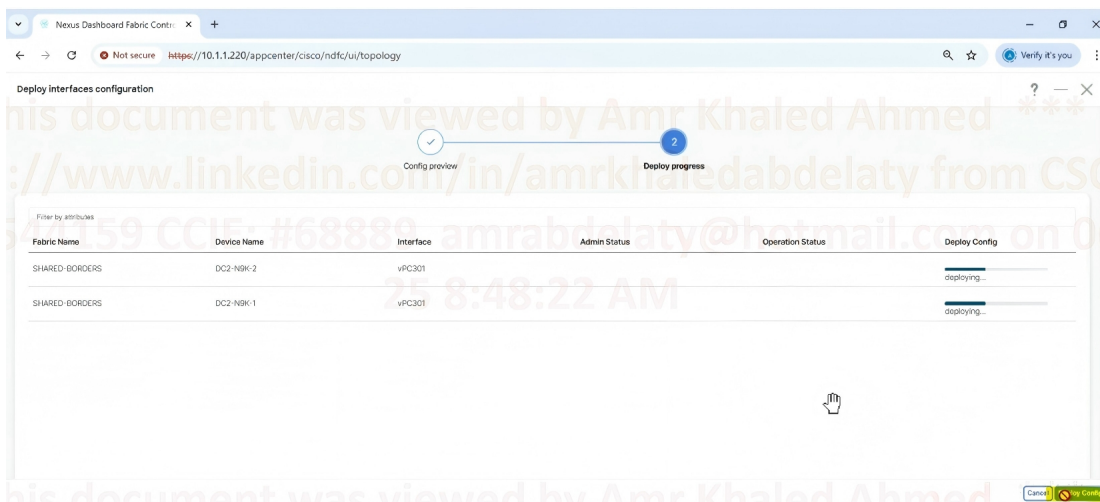 Nexus Dashboard Fabric Contro
Not secure https://10.1.1.220/appcenter/cisco/ndfc/ui/topology
Verify it's you
Deploy interfaces configuration
his document was viewed by Amr Khaled Ahmed ***
2
Config preview
Deploy progress
://www.linkedin.com/in/amrkhaledabdelaty from CSC
Filter by attributes
544159 CCIE: #68889, amrabdelaty@hotmail.com on 0
Fabric Name Device Name Interface Admin Status Operation Status Deploy Config
SHARED-BORDERS DC2-N9K-2 vPC301
deploying...
25 8:48:22 AM
SHARED-BORDERS DC2-N9K-1 vPC301
deploying...
his document was viewed by Amr Khaled Ahmed
Cancel